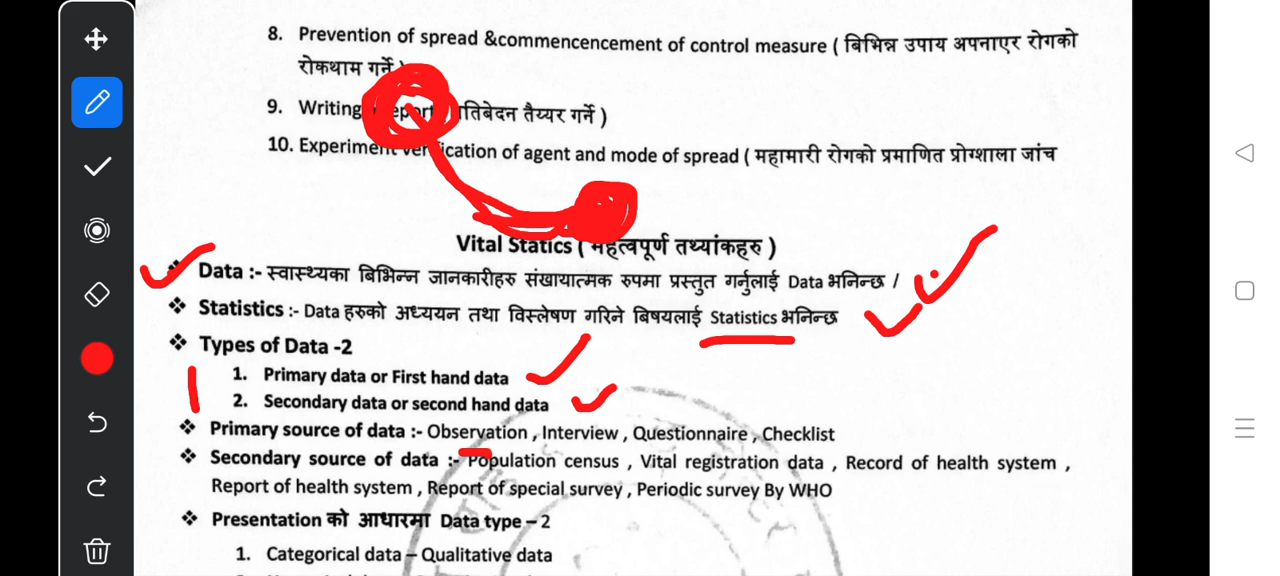 8. Prevention of spread &commencencement of control measure ( बिभिन्न उपाय अपनाएर रोगको
रोकथाम गर्ने )
9. Writing तिबेदन तैय्यर गर्ने )
10. Experiment ication of agent and mode of spread ( महामारी रोगको प्रमाणित प्रोग्शाला जांच
Vital Statics ( महत्वपूर्ण तथ्यांकहरु )
❖ Data :- स्वास्थ्यका बिभिन्न जानकारीहरु संखायात्मक रुपमा प्रस्तुत गर्नुलाई Data भनिन्छ /
❖ Statistics :- Data हरुको अध्ययन तथा विस्लेषण गरिने बिषयलाई Statistics भनिन्छ
❖ Types of Data -2
1. Primary data or First hand data
2. Secondary data or second hand data
❖ Primary source of data :- Observation , Interview , Questionnaire , Checklist
❖ Secondary source of data :- Population census , Vital registration data , Record of health system ,
Report of health system , Report of special survey , Periodic survey By WHO
❖ Presentation को आधारमा Data type – 2
1. Categorical data – Qualitative data